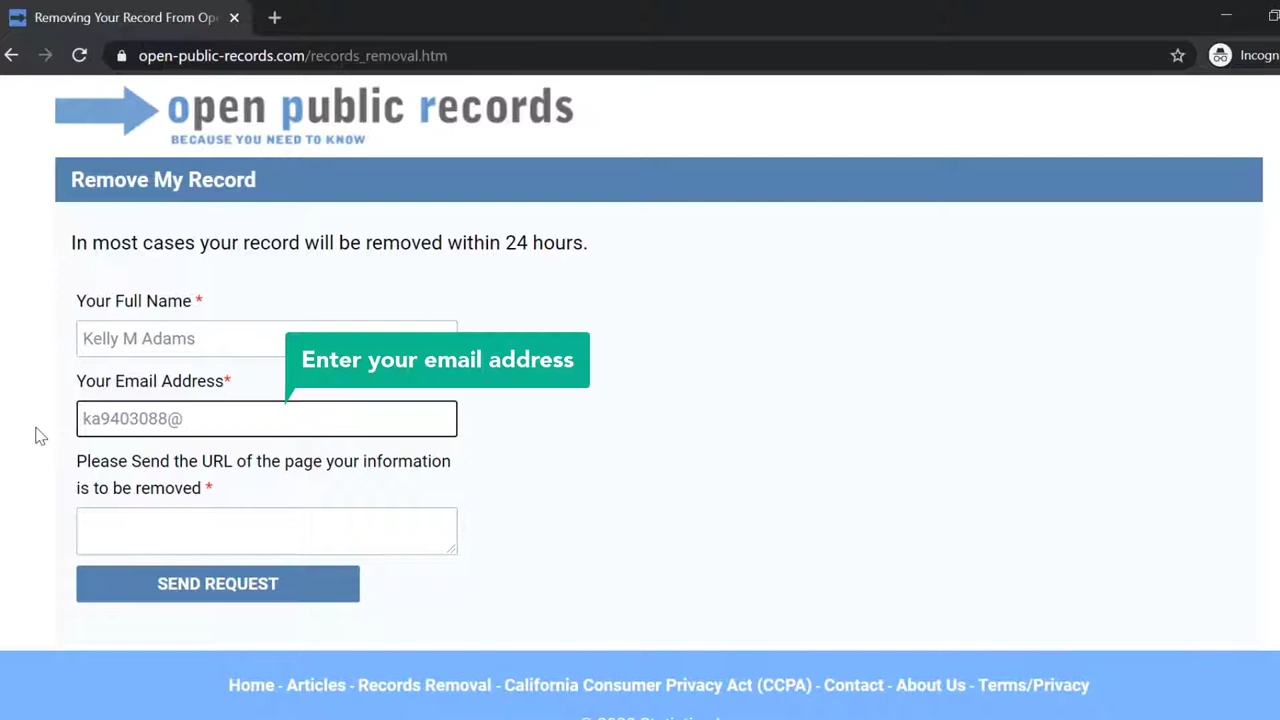 Removing Your Record From Ope
open-public-records.com/records_removal.htm
Incogn
open public records
BECAUSE YOU NEED TO KNOW
Remove My Record
In most cases your record will be removed within 24 hours.
Your Full Name *
Kelly M Adams
Enter your email address
Your Email Address*
ka9403088@
Please Send the URL of the page your information
is to be removed *
SEND REQUEST
Home - Articles - Records Removal - California Consumer Privacy Act (CCPA) - Contact - About Us - Terms/Privacy